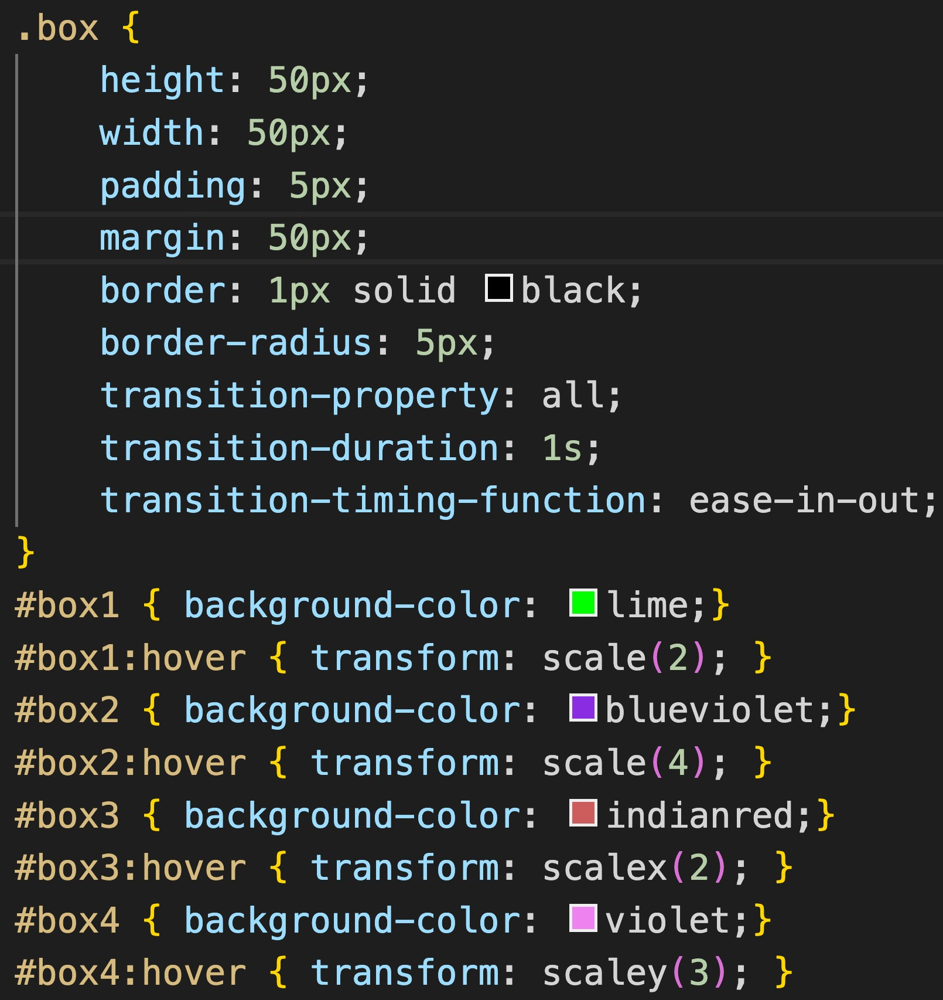 .box {
    height: 50px;
    width: 50px;
    padding: 5px;
    margin: 50px;
    border: 1px solid black;
    border-radius: 5px;
    transition-property: all;
    transition-duration: 1s;
    transition-timing-function: ease-in-out;
}
#box1 { background-color: lime;}
#box1:hover { transform: scale(2); }
#box2 { background-color: blueviolet;}
#box2:hover { transform: scale(4); }
#box3 { background-color: indianred;}
#box3:hover { transform: scalex(2); }
#box4 { background-color: violet;}
#box4:hover { transform: scaley(3); }